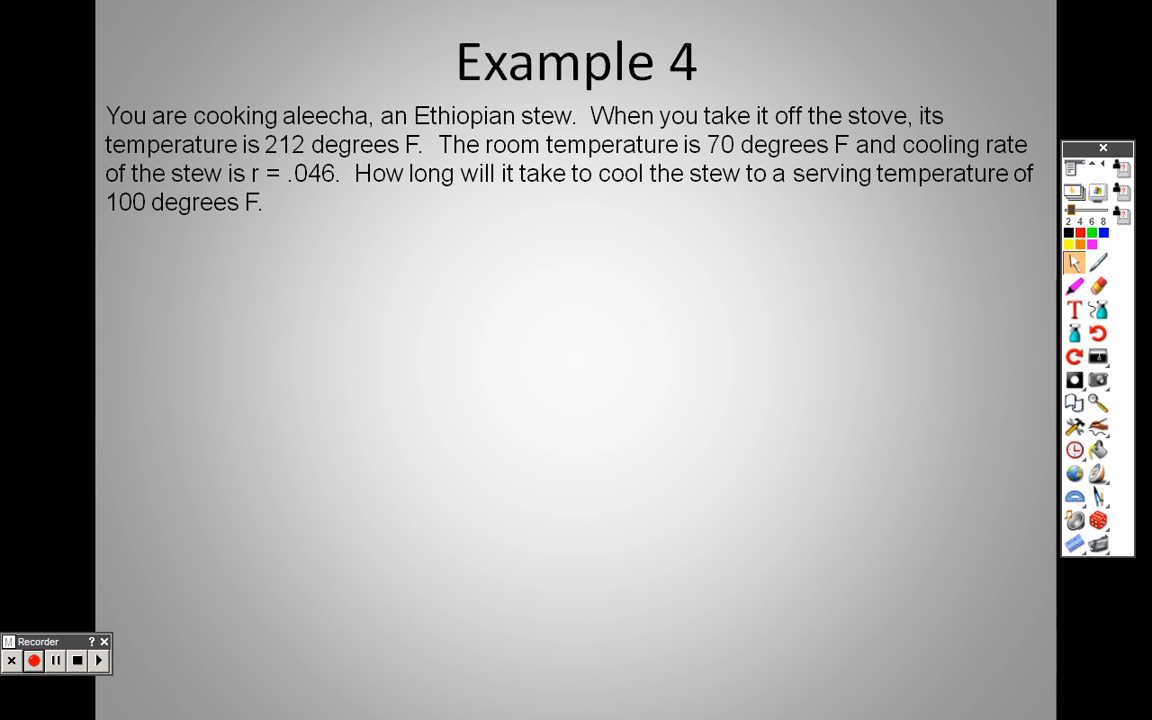 Example 4
You are cooking aleecha, an Ethiopian stew.  When you take it off the stove, its
temperature is 212 degrees F.  The room temperature is 70 degrees F and cooling rate
of the stew is r = .046.  How long will it take to cool the stew to a serving temperature of
100 degrees F.
2 4 6 8
T
M Recorder ?